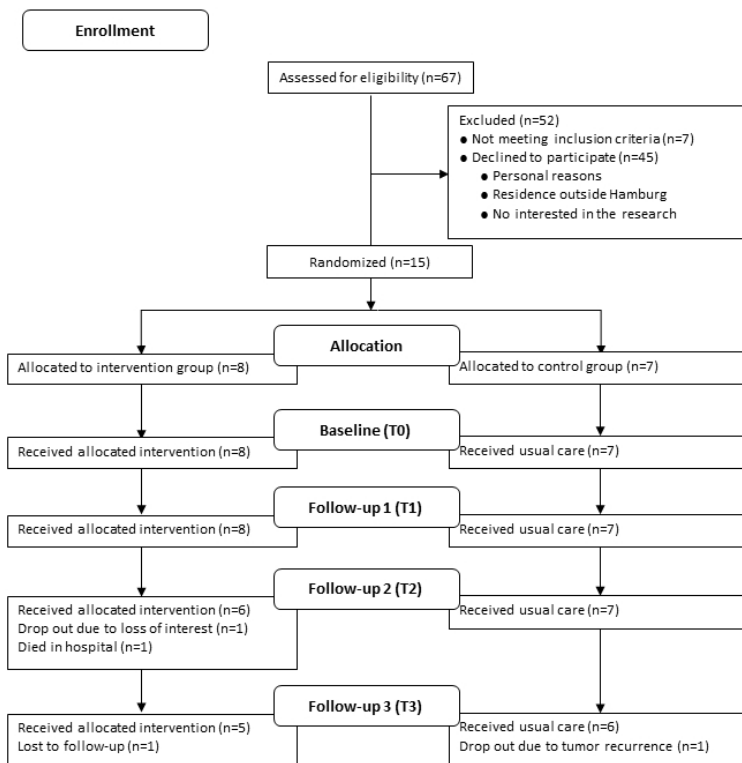 Enrollment
Assessed for eligibility (n=67)
Excluded (n=52)
● Not meeting inclusion criteria (n=7)
● Declined to participate (n=45)
● Personal reasons
● Residence outside Hamburg
● No interested in the research
Randomized (n=15)
Allocation
Allocated to intervention group (n=8)
Allocated to control group (n=7)
Baseline (T0)
Received allocated intervention (n=8)
Received usual care (n=7)
Follow-up 1 (T1)
Received allocated intervention (n=8)
Received usual care (n=7)
Follow-up 2 (T2)
Received allocated intervention (n=6)
Drop out due to loss of interest (n=1)
Died in hospital (n=1)
Received usual care (n=7)
Follow-up 3 (T3)
Received allocated intervention (n=5)
Lost to follow-up (n=1)
Received usual care (n=6)
Drop out due to tumor recurrence (n=1)